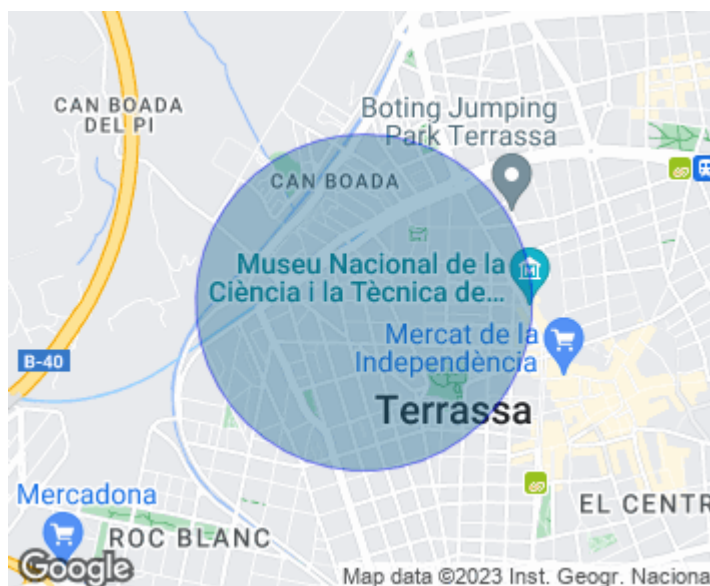 CAN BOADA
DEL PI
Boting Jumping
Park Terrassa
CAN BOADA
Museu Nacional de la
Ciència i la Tècnica de...
Mercat de la
Independència
B-40
Terrassa
Mercadona
EL CENTR
ROC BLANC
Google
Map data ©2023 Inst. Geogr. Naciona